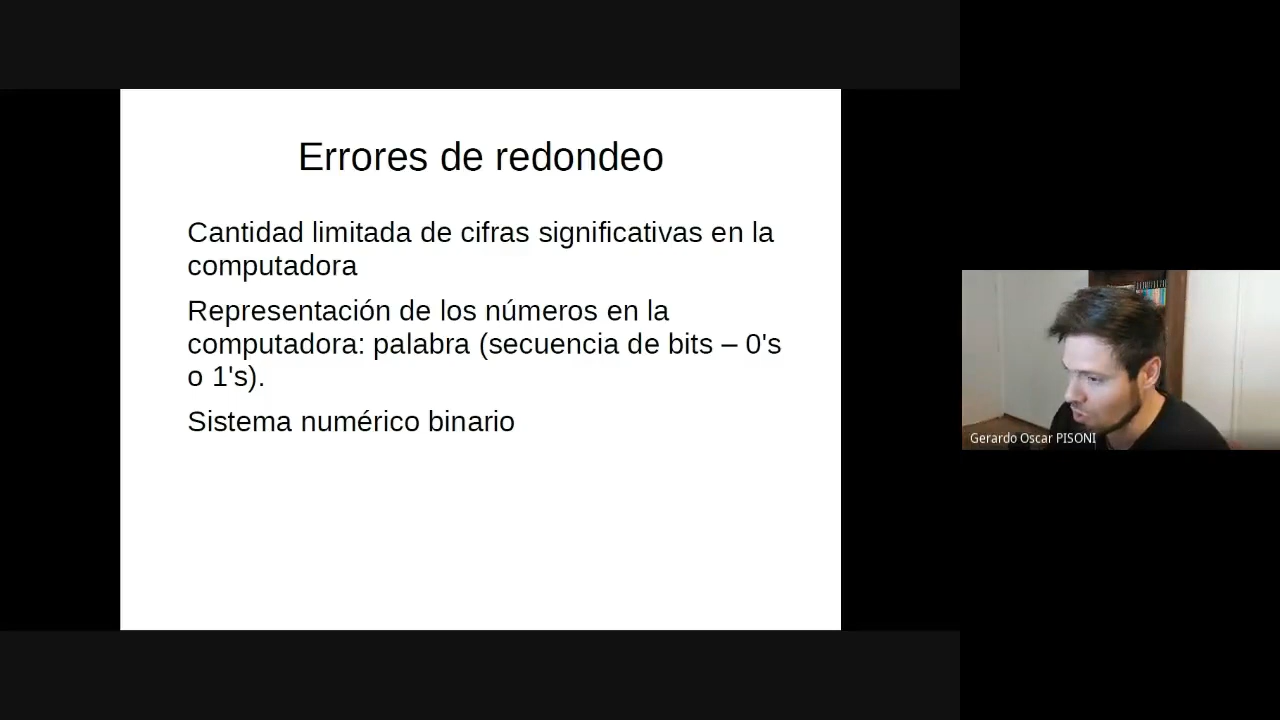 Errores de redondeo
Cantidad limitada de cifras significativas en la
computadora
Representación de los números en la
computadora: palabra (secuencia de bits – 0's
o 1's).
Sistema numérico binario
Gerardo Oscar PISONI